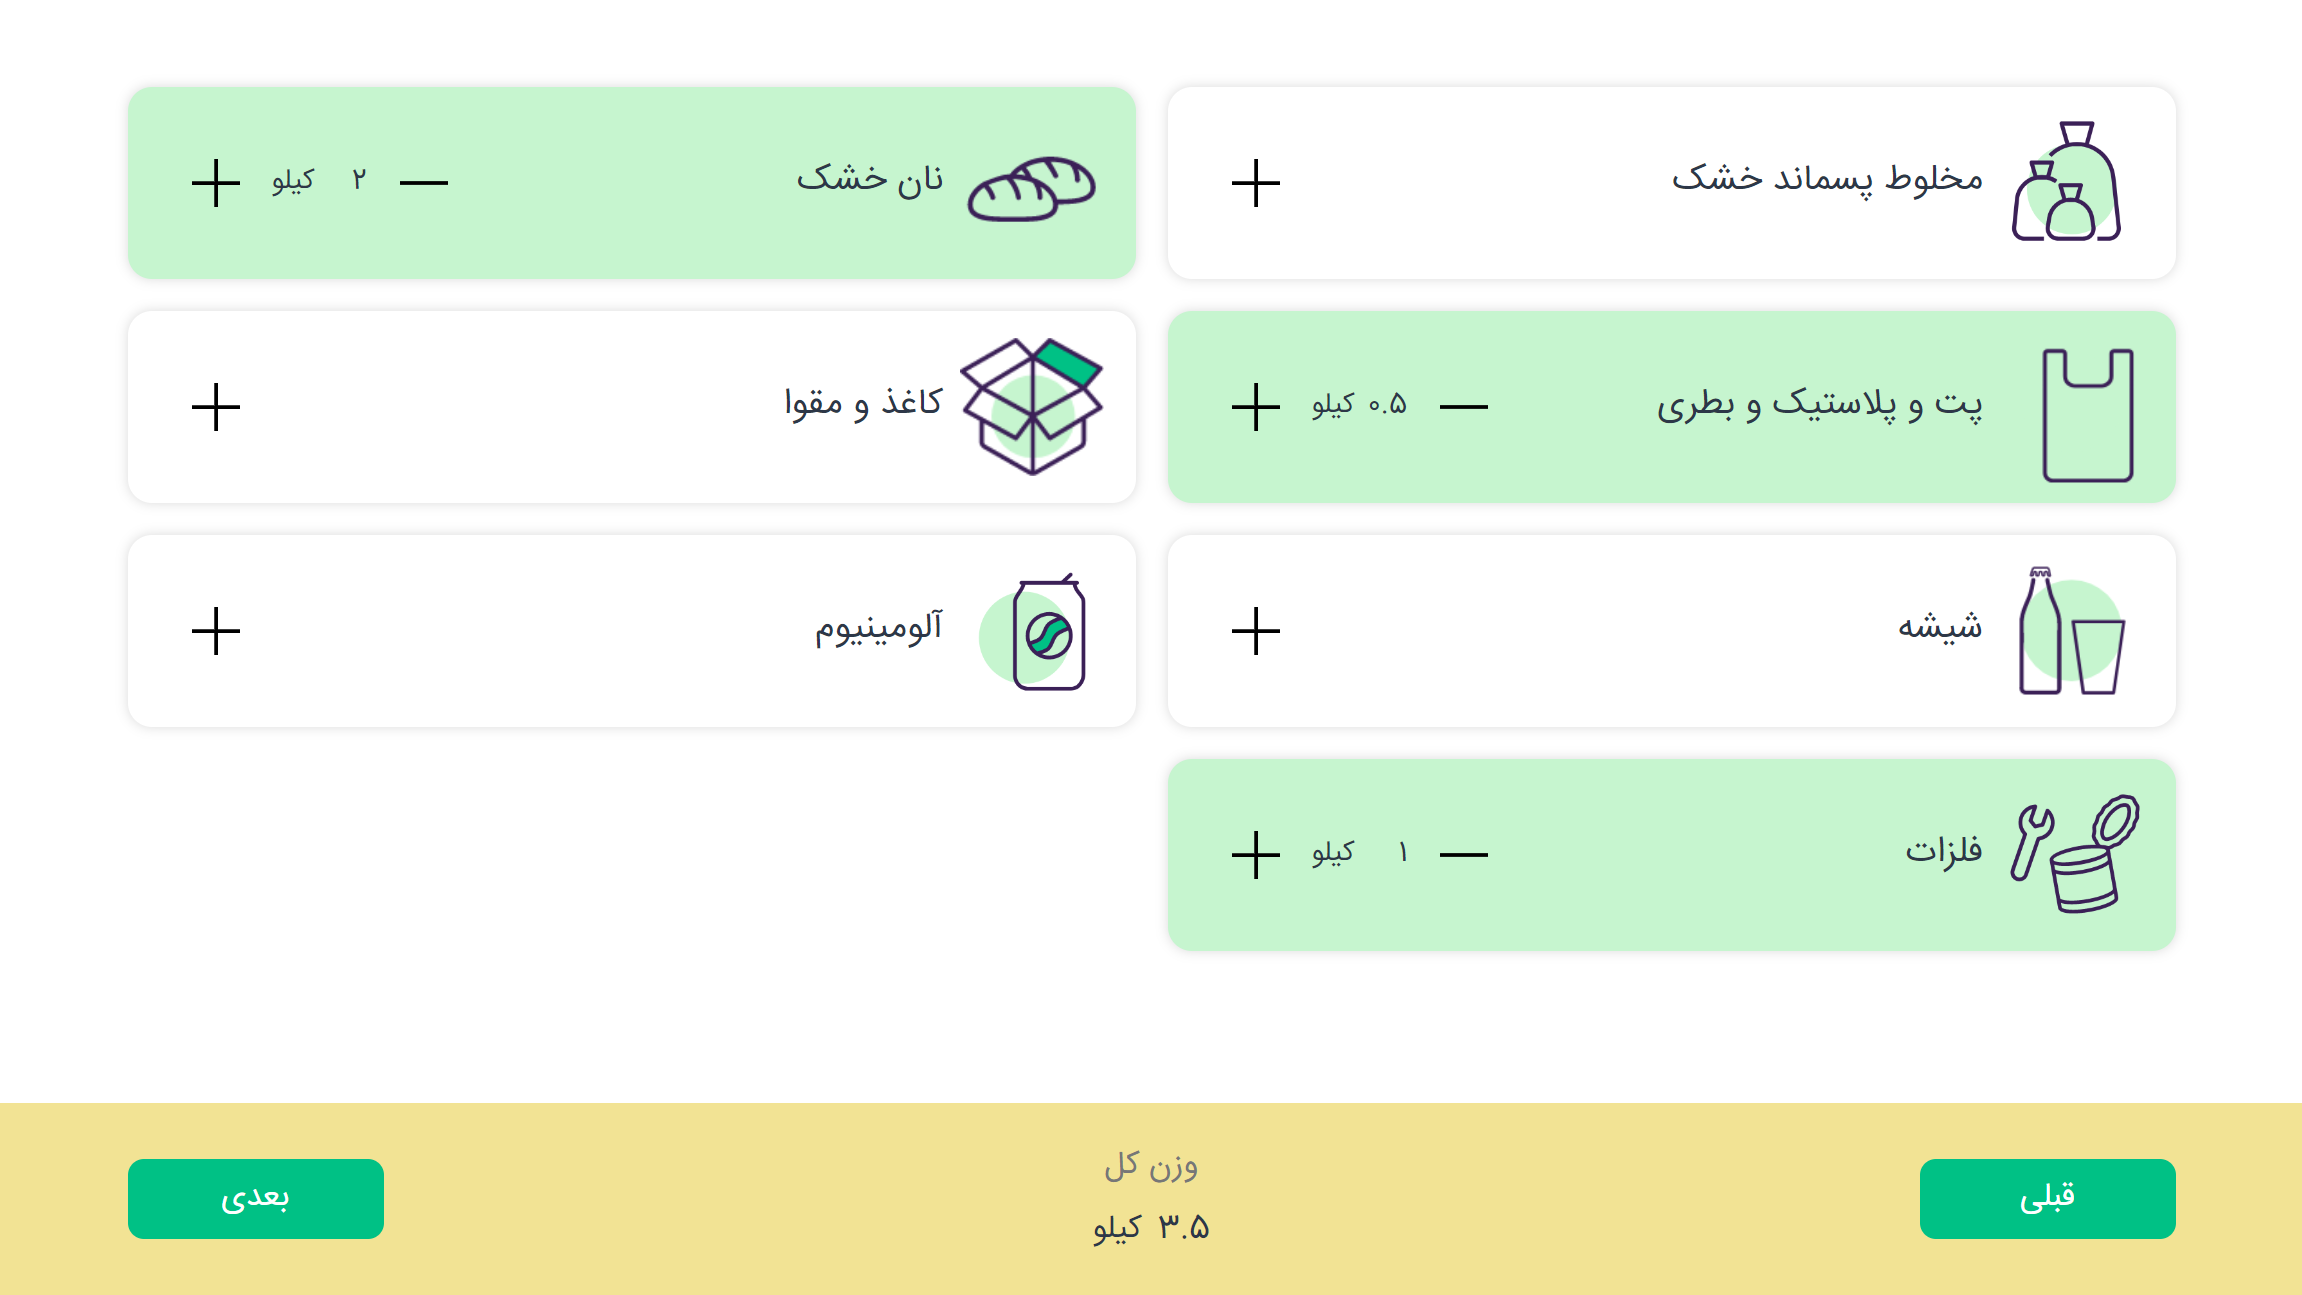 مخلوط پسماند خشک
نان خشک
۲ کیلو
پت و پلاستیک و بطری
۰.۵ کیلو
کاغذ و مقوا
شیشه
آلومینیوم
فلزات
۱ کیلو
قبلی
وزن کل
۳.۵ کیلو
بعدی